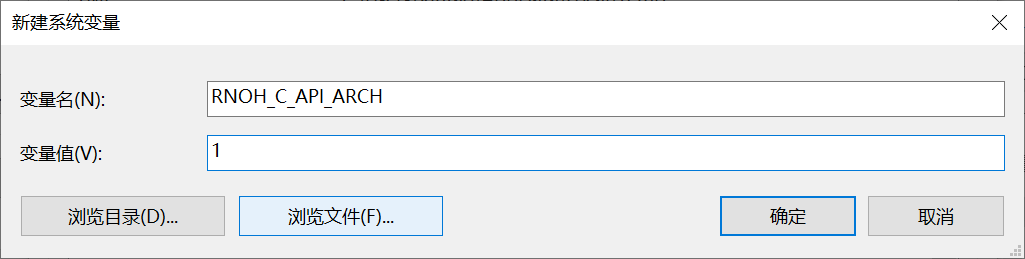 新建系统变量
变量名(N):
RNOH_C_API_ARCH
变量值(V):
1
浏览目录(D)...
浏览文件(F)...
确定
取消